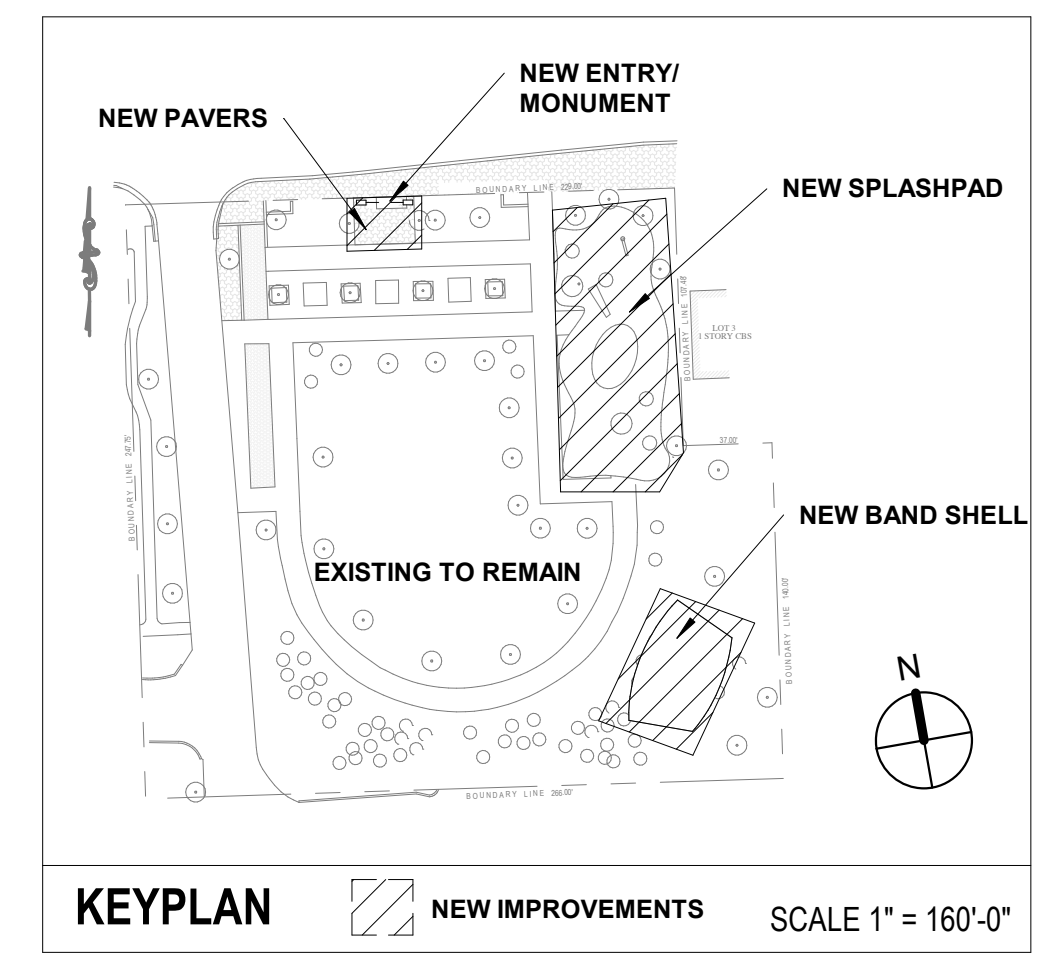 NEW ENTRY/
MONUMENT
NEW PAVERS
BOUNDARY LINE 229.00'
NEW SPLASHPAD
BOUNDARY LINE 107.48'
LOT 3
1 STORY CBS
BOUNDARY LINE 247.75'
37.00'
NEW BAND SHELL
EXISTING TO REMAIN
BOUNDARY LINE 140.00'
N
BOUNDARY LINE 266.00'
KEYPLAN
NEW IMPROVEMENTS
SCALE 1" = 160'-0"